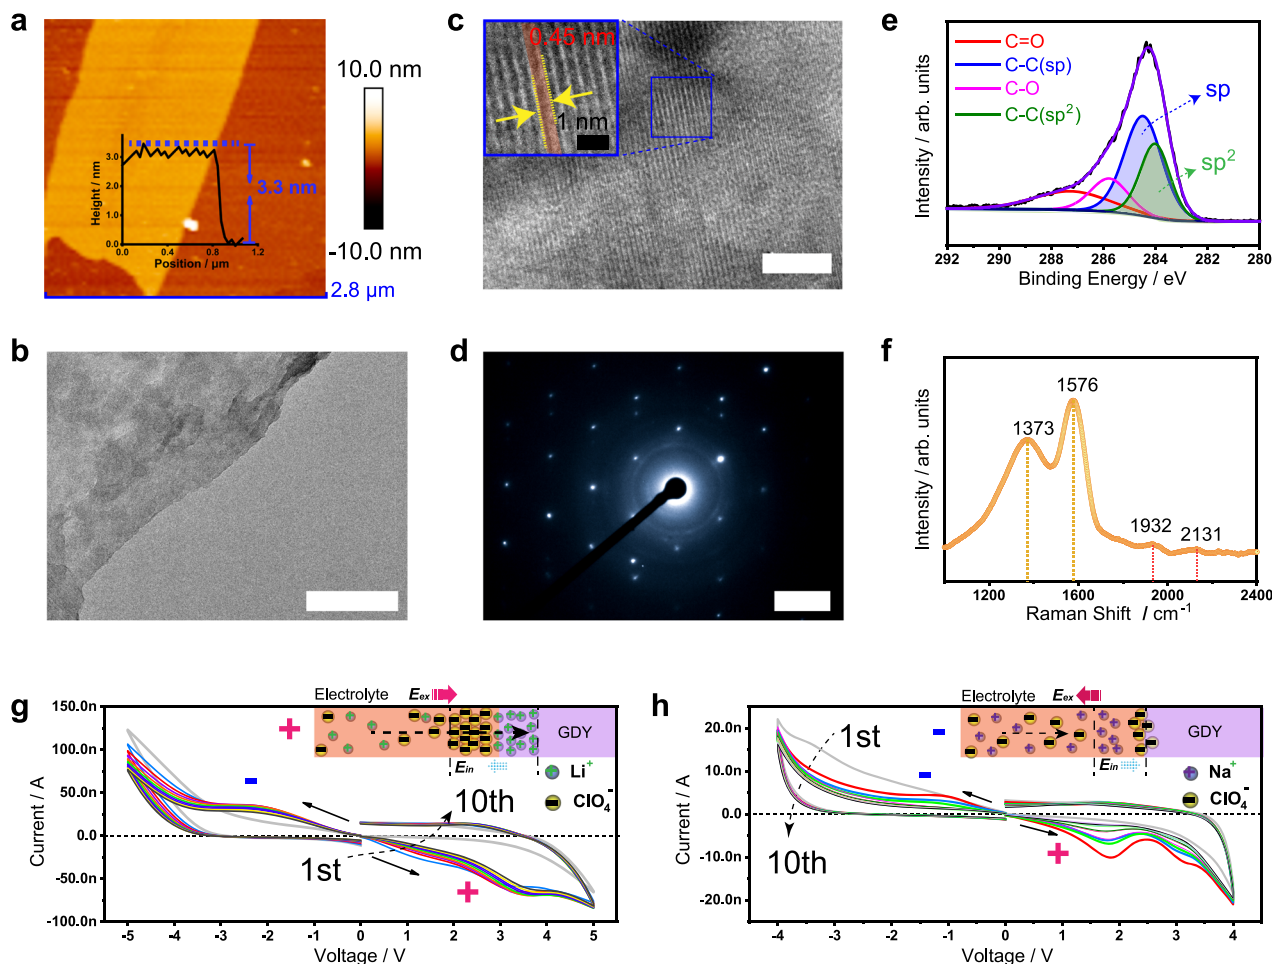 a
10.0 nm
-10.0 nm
3.0
2.0
1.0
0.0
Height / nm
0.0
0.4
0.8
1.2
Position / μm
3.3 nm
2.8 μm
b
c
0.45 nm
1 nm
d
e
C=O
C-C(sp)
C-O
C-C(sp²)
sp
sp²
Intensity / arb. units
292
290
288
286
284
282
280
Binding Energy / eV
f
1373
1576
1932
2131
Intensity / arb. units
1200
1600
2000
2400
Raman Shift / cm⁻¹
g
150.0n
125.0n
100.0n
75.0n
50.0n
25.0n
0.0
-50.0n
-100.0n
Current / A
-5
-4
-3
-2
-1
0
1
2
3
4
5
Voltage / V
Electrolyte
Eex
Ein
GDY
Li⁺
ClO₄⁻
+
-
1st
10th
+
h
20.0n
10.0n
0.0
-10.0n
-20.0n
Current / A
-4
-3
-2
-1
0
1
2
3
4
Voltage / V
Electrolyte
Eex
Ein
GDY
Na⁺
ClO₄⁻
-
-
1st
10th
+